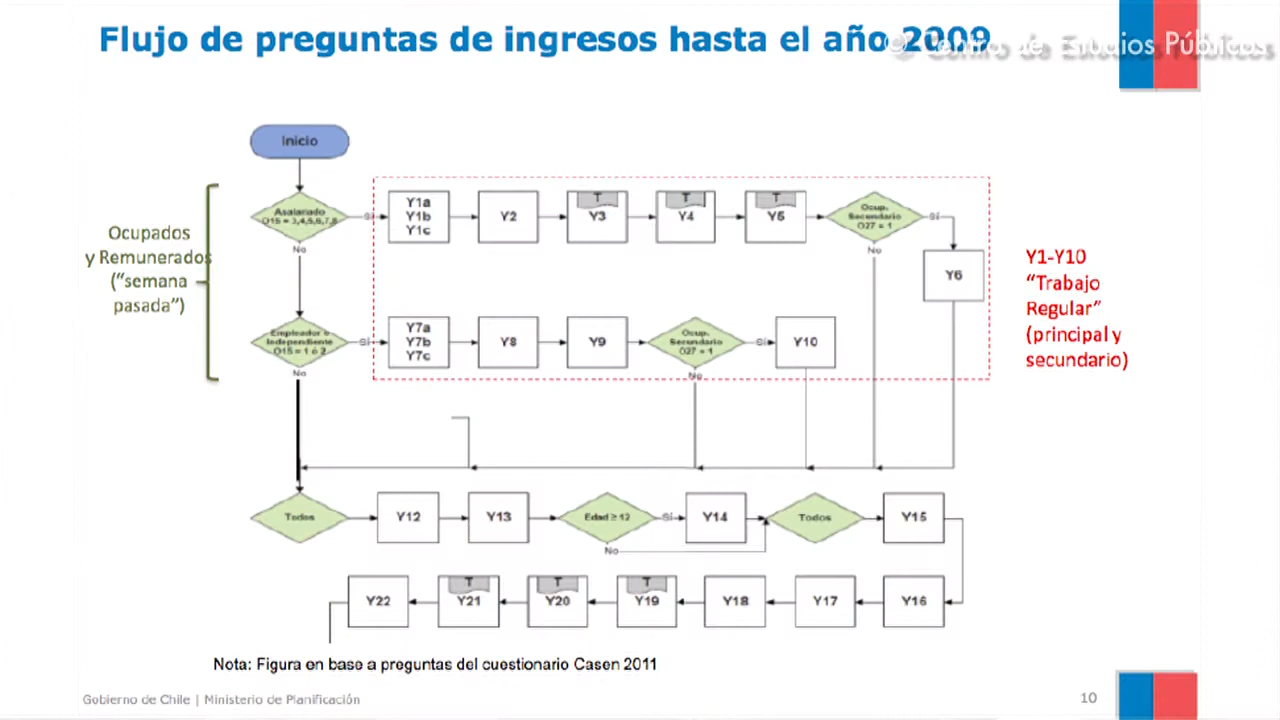 Flujo de preguntas de ingresos hasta el año 2009
© Centro de Estudios Públicos
Inicio
Asalariado
O15 = 3,4,5,6,7,8
Sí
Y1a
Y1b
Y1c
Y2
T
Y3
T
Y4
T
Y5
Ocup.
Secundario
O27 = 1
Sí
No
No
Y6
Ocupados
y Remunerados
(“semana
pasada”)
Y1-Y10
“Trabajo
Regular”
(principal y
secundario)
Empleador o
Independiente
O15 = 1 ó 2
Sí
Y7a
Y7b
Y7c
Y8
Y9
Ocup.
Secundario
O27 = 1
Sí
Y10
No
No
Todos
Y12
Y13
Edad ≥ 12
Sí
Y14
Todos
Y15
No
Y22
T
Y21
T
Y20
T
Y19
Y18
Y17
Y16
Nota: Figura en base a preguntas del cuestionario Casen 2011
Gobierno de Chile | Ministerio de Planificación
10